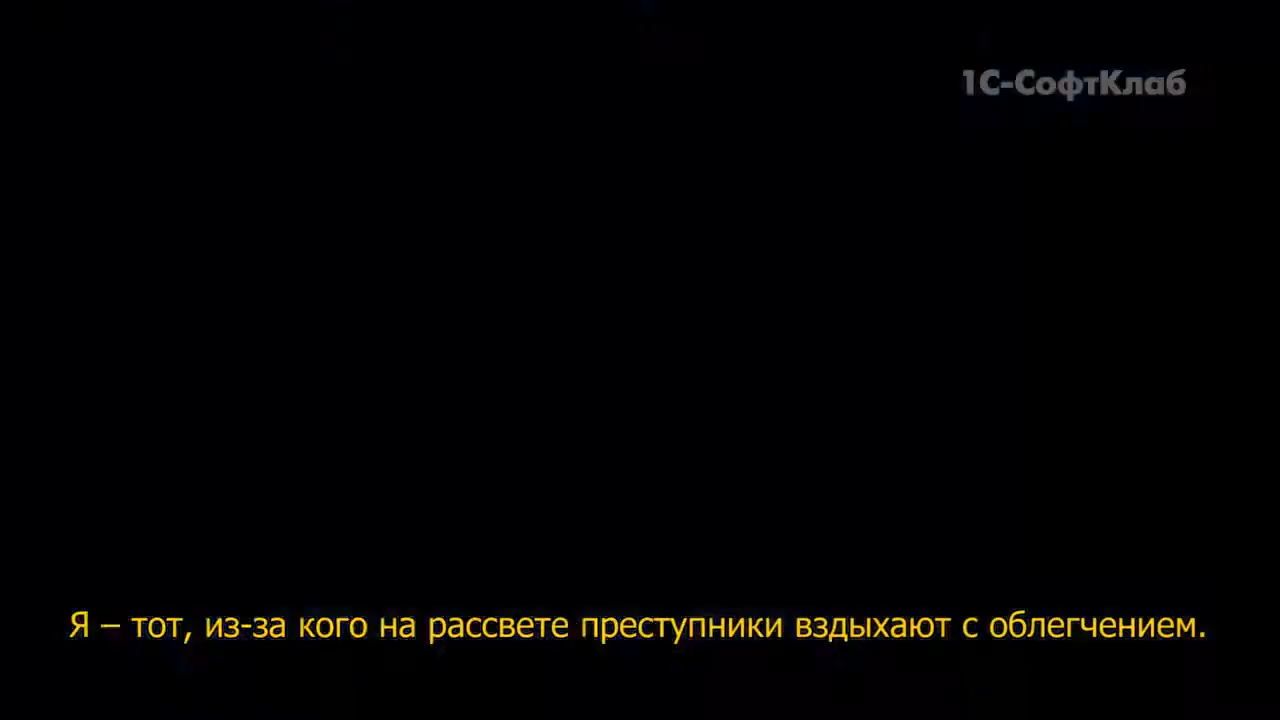 1С-СофтКлаб
Я – тот, из-за кого на рассвете преступники вздыхают с облегчением.